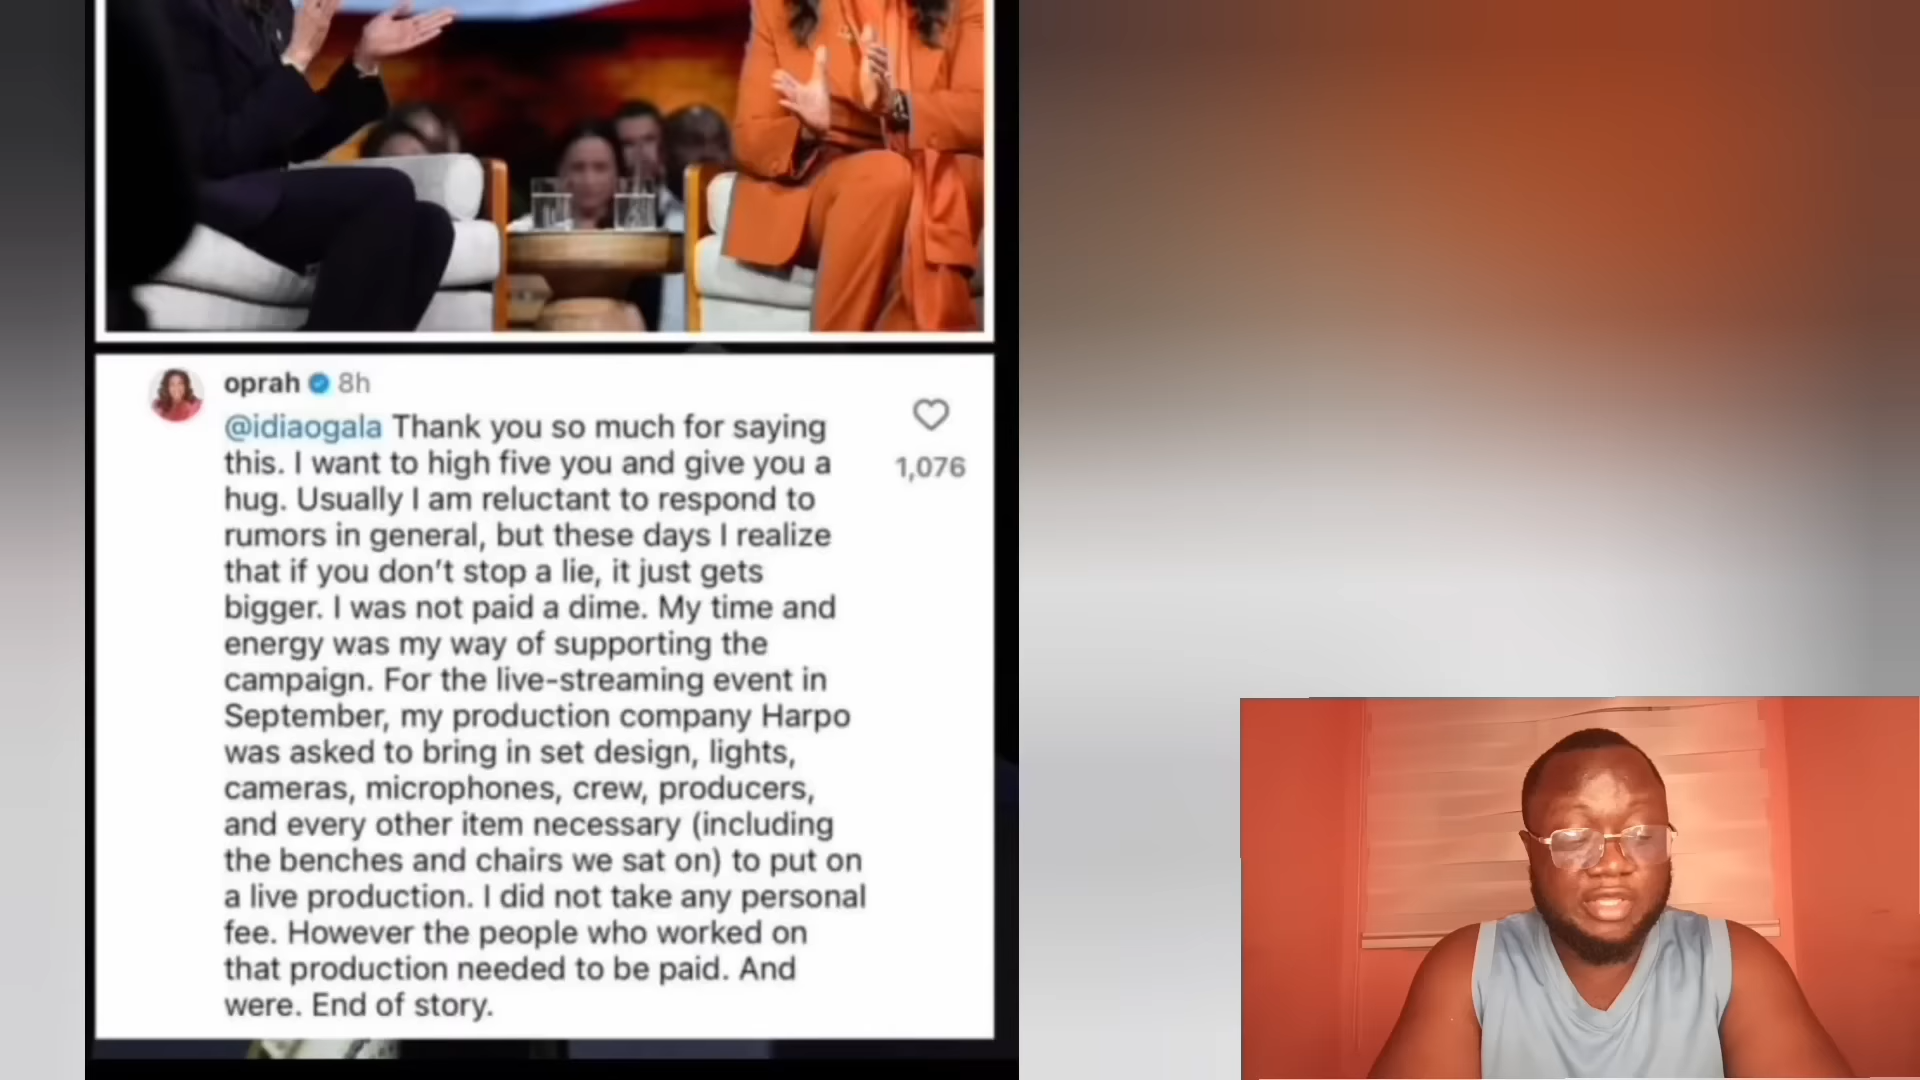 oprah 8h
@idiaogala Thank you so much for saying
this. I want to high five you and give you a
hug. Usually I am reluctant to respond to
rumors in general, but these days I realize
that if you don't stop a lie, it just gets
bigger. I was not paid a dime. My time and
energy was my way of supporting the
campaign. For the live-streaming event in
September, my production company Harpo
was asked to bring in set design, lights,
cameras, microphones, crew, producers,
and every other item necessary (including
the benches and chairs we sat on) to put on
a live production. I did not take any personal
fee. However the people who worked on
that production needed to be paid. And
were. End of story.
1,076